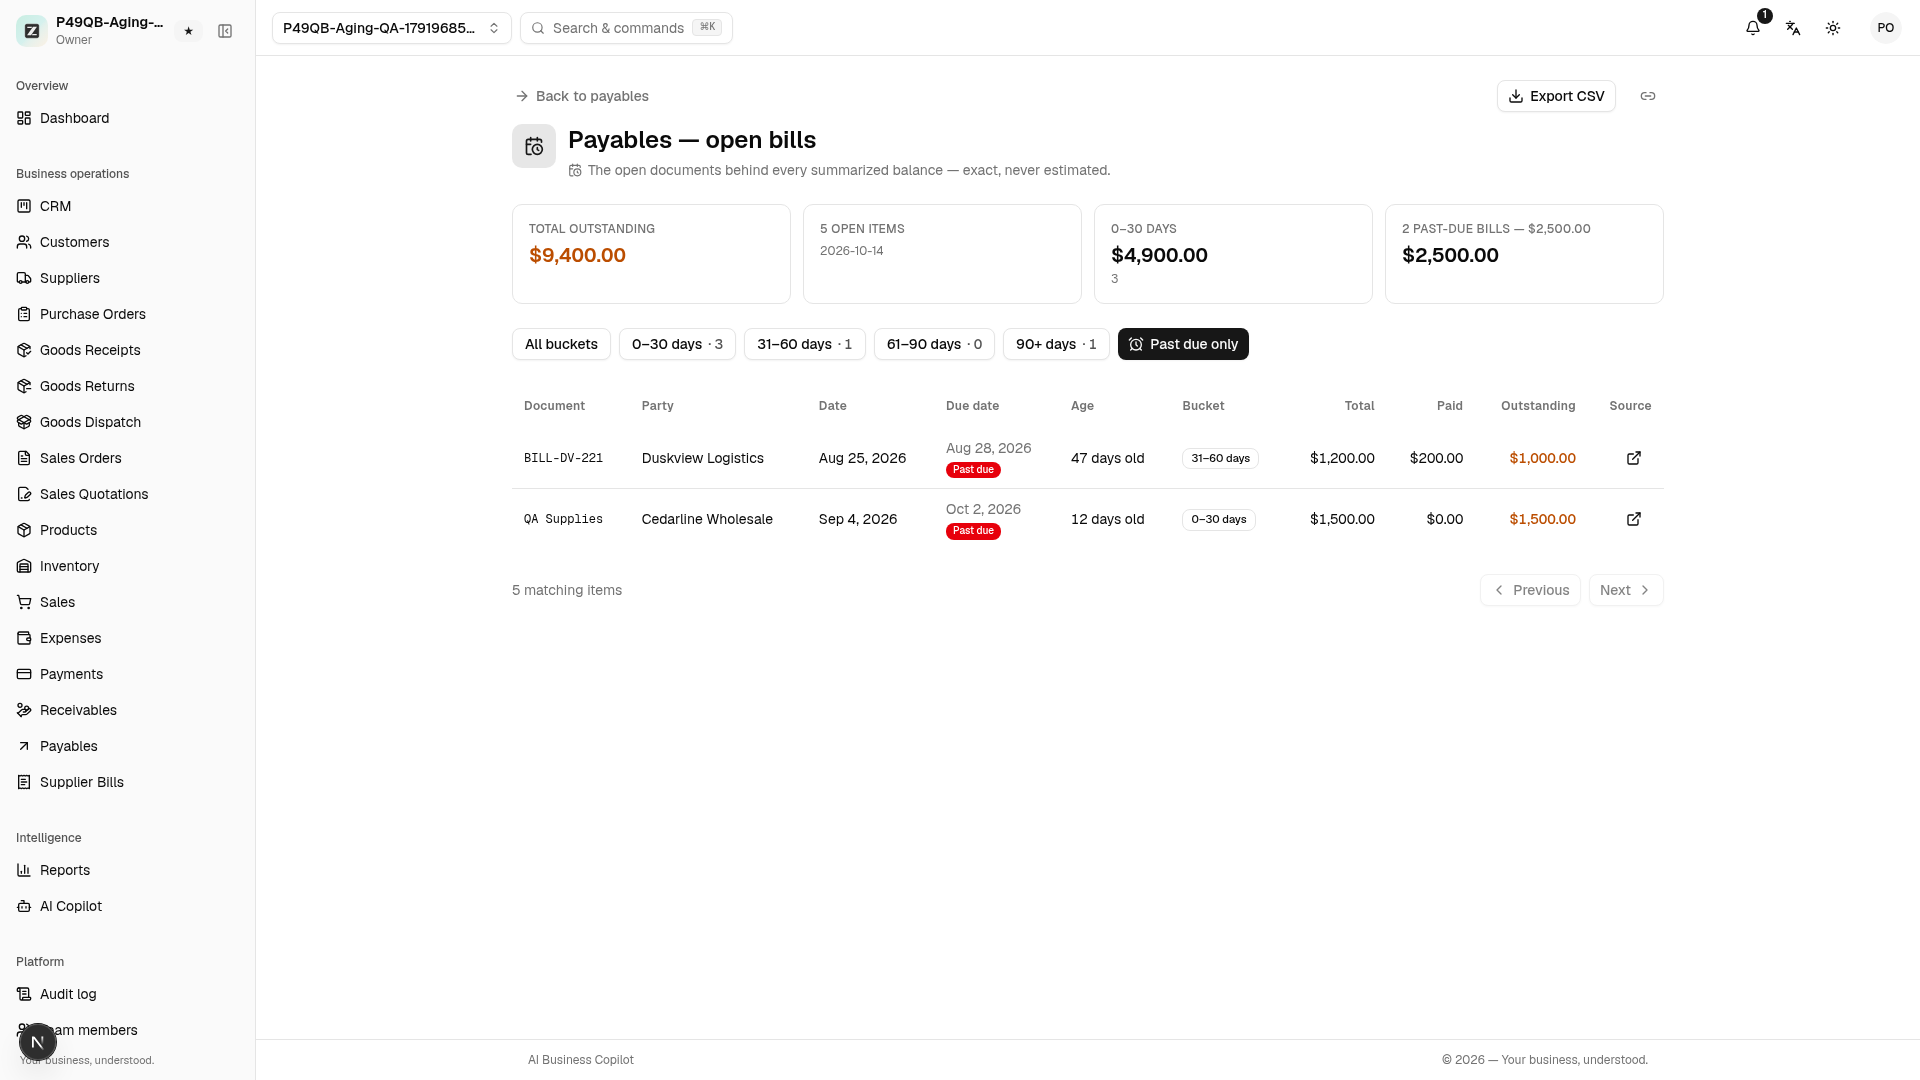 P49QB-Aging-...
Owner
★
P49QB-Aging-QA-17919685...
Search & commands
⌘K
1
PO
Overview
Dashboard
Business operations
CRM
Customers
Suppliers
Purchase Orders
Goods Receipts
Goods Returns
Goods Dispatch
Sales Orders
Sales Quotations
Products
Inventory
Sales
Expenses
Payments
Receivables
Payables
Supplier Bills
Intelligence
Reports
AI Copilot
Platform
Audit log
am members
Your business, understood.
Back to payables
Export CSV
Payables — open bills
The open documents behind every summarized balance — exact, never estimated.
TOTAL OUTSTANDING
$9,400.00
5 OPEN ITEMS
2026-10-14
0–30 DAYS
$4,900.00
3
2 PAST-DUE BILLS — $2,500.00
$2,500.00
All buckets
0–30 days · 3
31–60 days · 1
61–90 days · 0
90+ days · 1
Past due only
Document Party Date Due date Age Bucket Total Paid Outstanding Source
BILL-DV-221 Duskview Logistics Aug 25, 2026 Aug 28, 2026 Past due 47 days old 31–60 days $1,200.00 $200.00 $1,000.00
QA Supplies Cedarline Wholesale Sep 4, 2026 Oct 2, 2026 Past due 12 days old 0–30 days $1,500.00 $0.00 $1,500.00
5 matching items
Previous
Next
AI Business Copilot
© 2026 — Your business, understood.